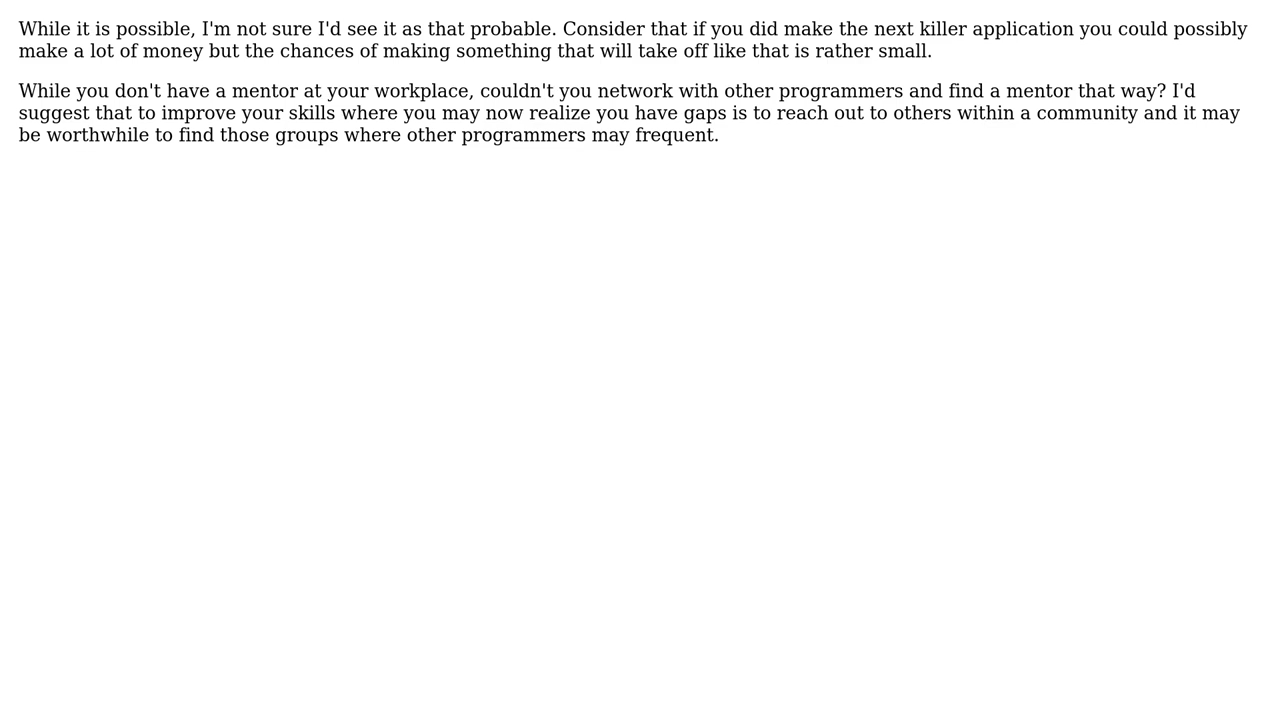 While it is possible, I'm not sure I'd see it as that probable. Consider that if you did make the next killer application you could possibly
make a lot of money but the chances of making something that will take off like that is rather small.
While you don't have a mentor at your workplace, couldn't you network with other programmers and find a mentor that way? I'd
suggest that to improve your skills where you may now realize you have gaps is to reach out to others within a community and it may
be worthwhile to find those groups where other programmers may frequent.